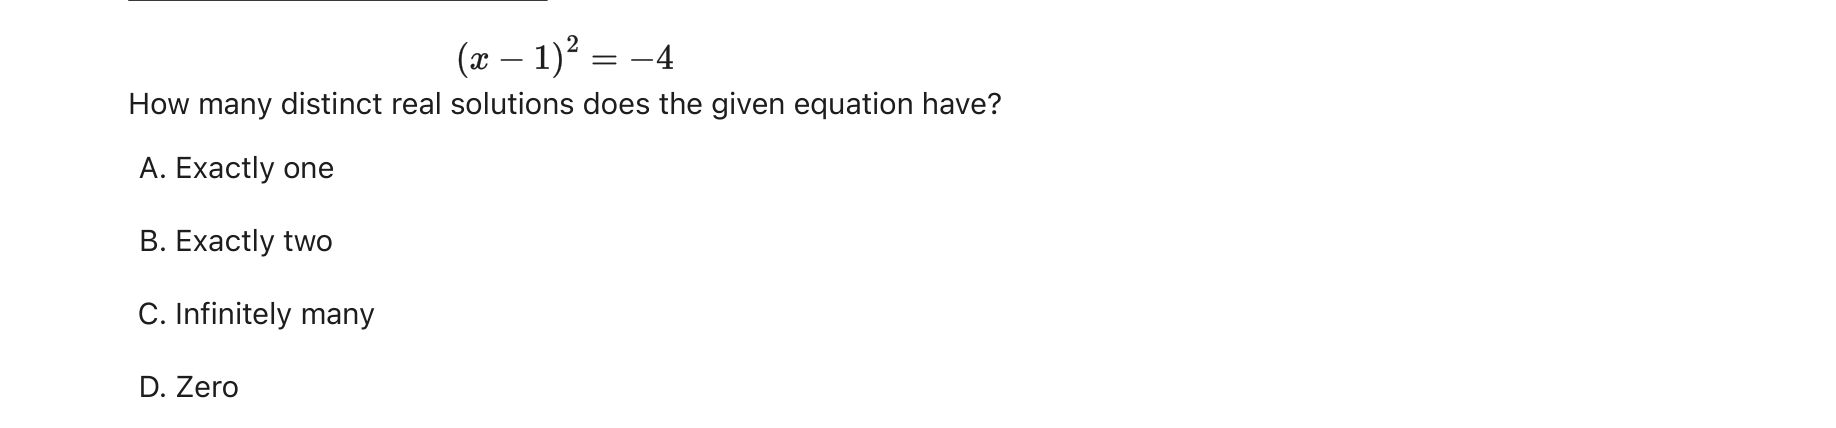 (x − 1)² = −4
How many distinct real solutions does the given equation have?
A. Exactly one
B. Exactly two
C. Infinitely many
D. Zero